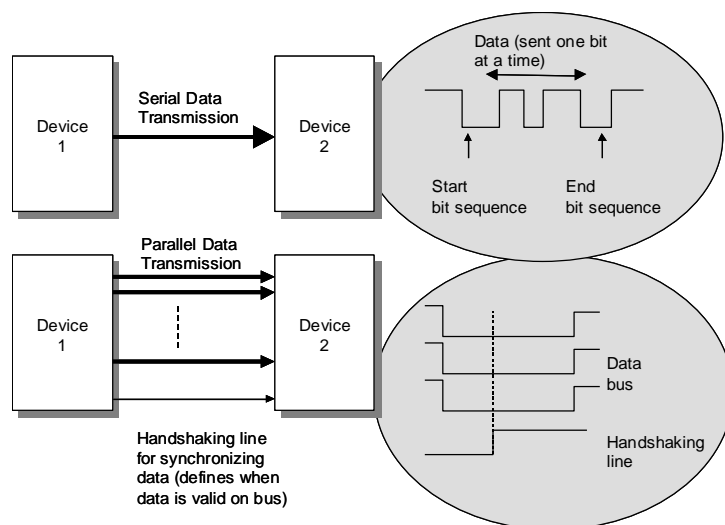 Device
1
Serial Data
Transmission
Device
2
Data (sent one bit
at a time)
Start
bit sequence
End
bit sequence
Device
1
Parallel Data
Transmission
Device
2
Handshaking line
for synchronizing
data (defines when
data is valid on bus)
Data
bus
Handshaking
line